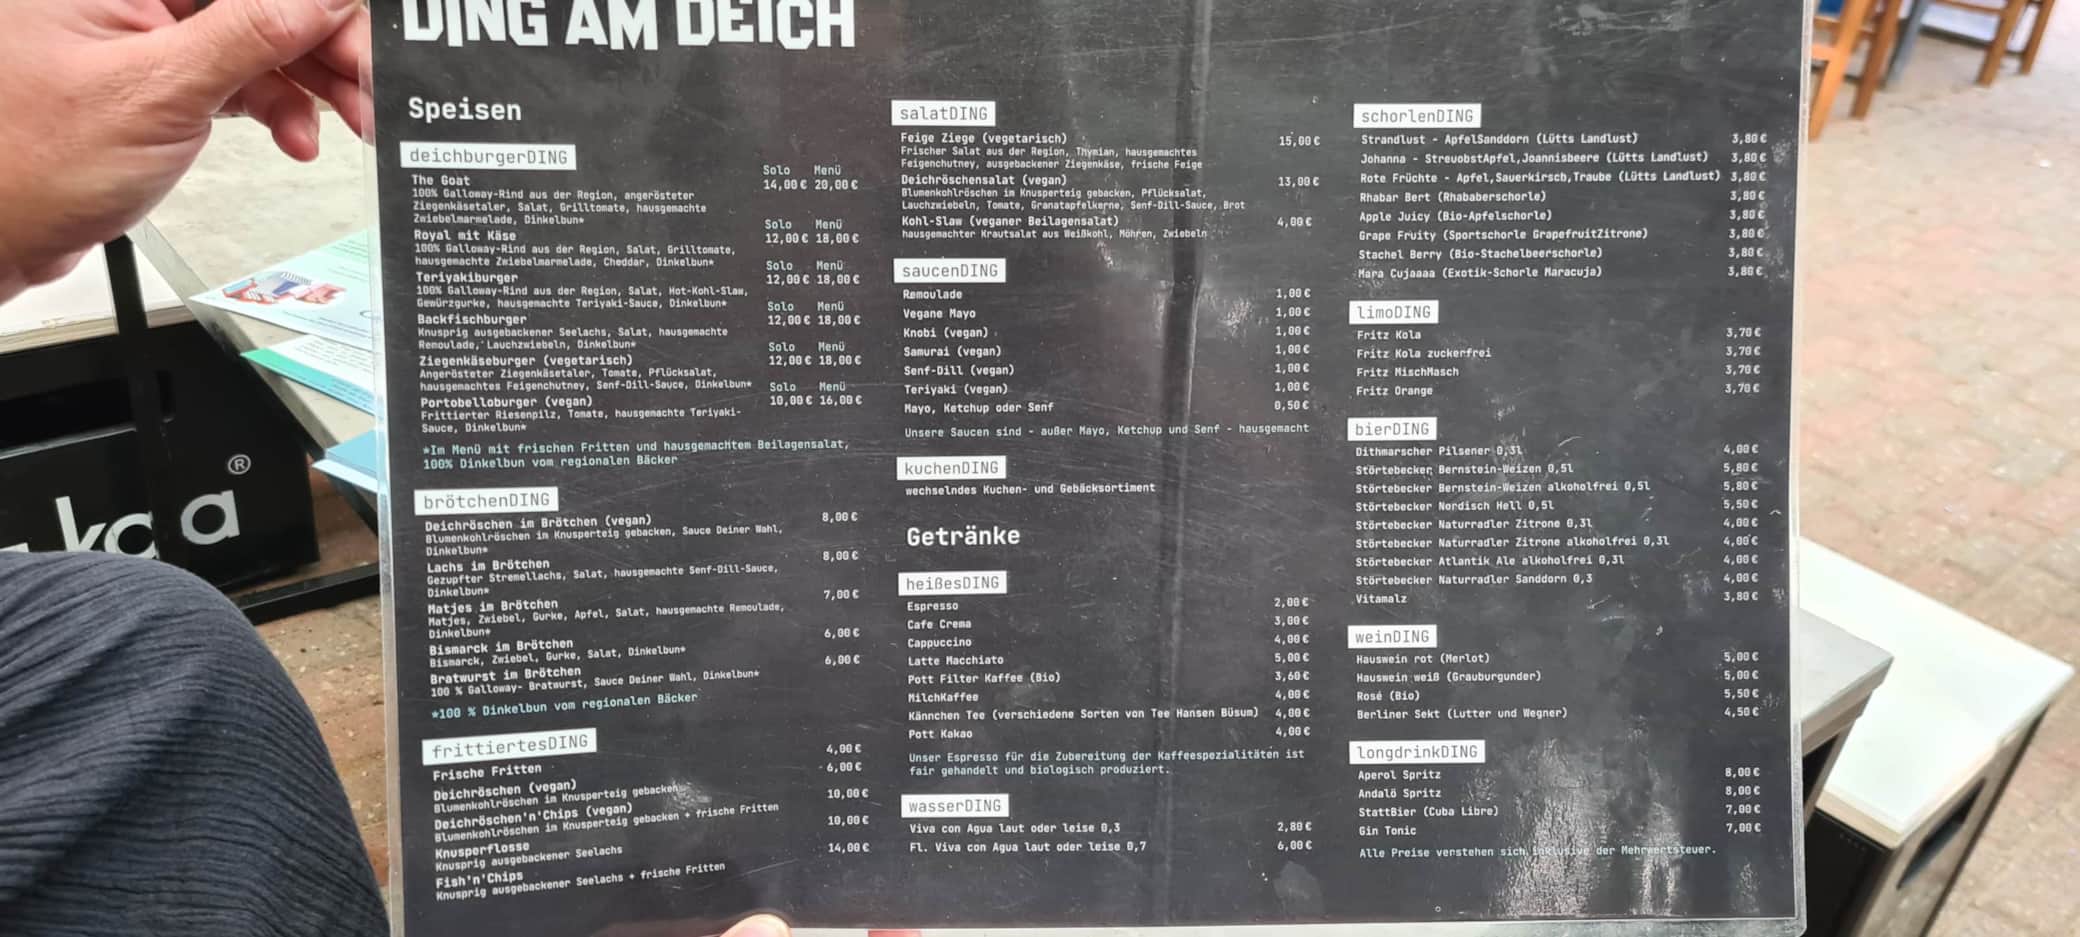 DING AM DEICH
Speisen
deichburgerDING
Solo Menü
The Goat 14,00 € 20,00 €
100% Galloway-Rind aus der Region, angerösteter
Ziegenkäsetaler, Salat, Grilltomate, hausgemachte
Zwiebelmarmelade, Dinkelbun*
Solo Menü
Royal mit Käse 12,00 € 18,00 €
100% Galloway-Rind aus der Region, Salat, Grilltomate,
hausgemachte Zwiebelmarmelade, Cheddar, Dinkelbun*
Solo Menü
Teriyakiburger 12,00 € 18,00 €
100% Galloway-Rind aus der Region, Salat, Hot-Kohl-Slaw,
Gewürzgurke, hausgemachte Teriyaki-Sauce, Dinkelbun*
Solo Menü
Backfischburger 12,00 € 18,00 €
Knusprig ausgebackener Seelachs, Salat, hausgemachte
Remoulade, Lauchzwiebeln, Dinkelbun*
Solo Menü
Ziegenkäseburger (vegetarisch) 12,00 € 18,00 €
Angerösteter Ziegenkäsetaler, Tomate, Pflücksalat,
hausgemachtes Feigenchutney, Senf-Dill-Sauce, Dinkelbun*
Solo Menü
Portobelloburger (vegan) 10,00 € 16,00 €
Frittierter Riesenpilz, Tomate, hausgemachte Teriyaki-
Sauce, Dinkelbun*
*Im Menü mit frischen Fritten und hausgemachtem Beilagensalat,
100% Dinkelbun vom regionalen Bäcker
brötchenDING
Deichröschen im Brötchen (vegan) 8,00 €
Blumenkohlröschen im Knusperteig gebacken, Sauce Deiner Wahl,
Dinkelbun*
Lachs im Brötchen 8,00 €
Gezupfter Stremellachs, Salat, hausgemachte Senf-Dill-Sauce,
Dinkelbun*
Matjes im Brötchen 7,00 €
Matjes, Zwiebel, Gurke, Apfel, Salat, hausgemachte Remoulade,
Dinkelbun*
Bismarck im Brötchen 6,00 €
Bismarck, Zwiebel, Gurke, Salat, Dinkelbun*
Bratwurst im Brötchen 6,00 €
100 % Galloway- Bratwurst, Sauce Deiner Wahl, Dinkelbun*
*100 % Dinkelbun vom regionalen Bäcker
frittiertesDING
Frische Fritten 4,00 €
Deichröschen (vegan) 6,00 €
Blumenkohlröschen im Knusperteig gebacken
Deichröschen'n'Chips (vegan) 10,00 €
Blumenkohlröschen im Knusperteig gebacken + frische Fritten
Knusperflosse 10,00 €
Knusprig ausgebackener Seelachs
Fish'n'Chips 14,00 €
Knusprig ausgebackener Seelachs + frische Fritten
salatDING
Feige Ziege (vegetarisch) 15,00 €
Frischer Salat aus der Region, Thymian, hausgemachtes
Feigenchutney, ausgebackener Ziegenkäse, frische Feige
Deichröschensalat (vegan) 13,00 €
Blumenkohlröschen im Knusperteig gebacken, Pflücksalat,
Lauchzwiebeln, Tomate, Granatapfelkerne, Senf-Dill-Sauce, Brot
Kohl-Slaw (veganer Beilagensalat) 4,00 €
hausgemachter Krautsalat aus Weißkohl, Möhren, Zwiebeln
saucenDING
Remoulade 1,00 €
Vegane Mayo 1,00 €
Knobi (vegan) 1,00 €
Samurai (vegan) 1,00 €
Senf-Dill (vegan) 1,00 €
Teriyaki (vegan) 1,00 €
Mayo, Ketchup oder Senf 0,50 €
Unsere Saucen sind - außer Mayo, Ketchup und Senf - hausgemacht
kuchenDING
wechselndes Kuchen- und Gebäcksortiment
Getränke
heißesDING
Espresso 2,00 €
Cafe Crema 3,00 €
Cappuccino 4,00 €
Latte Macchiato 5,00 €
Pott Filter Kaffee (Bio) 3,60 €
MilchKaffee 4,00 €
Kännchen Tee (verschiedene Sorten von Tee Hansen Büsum) 4,00 €
Pott Kakao 4,00 €
Unser Espresso für die Zubereitung der Kaffeespezialitäten ist
fair gehandelt und biologisch produziert.
wasserDING
Viva con Agua laut oder leise 0,3 2,80 €
Fl. Viva con Agua laut oder leise 0,7 6,00 €
schorlenDING
Strandlust - ApfelSanddorn (Lütts Landlust) 3,80 €
Johanna - StreuobstApfel,Joannisbeere (Lütts Landlust) 3,80 €
Rote Früchte - Apfel,Sauerkirsch,Traube (Lütts Landlust) 3,80 €
Rhabar Bert (Rhababerschorle) 3,80 €
Apple Juicy (Bio-Apfelschorle) 3,80 €
Grape Fruity (Sportschorle GrapefruitZitrone) 3,80 €
Stachel Berry (Bio-Stachelbeerschorle) 3,80 €
Mara Cujaaaa (Exotik-Schorle Maracuja) 3,80 €
limoDING
Fritz Kola 3,70 €
Fritz Kola zuckerfrei 3,70 €
Fritz MischMasch 3,70 €
Fritz Orange 3,70 €
bierDING
Dithmarscher Pilsener 0,3l 4,00 €
Störtebecker Bernstein-Weizen 0,5l 5,80 €
Störtebecker Bernstein-Weizen alkoholfrei 0,5l 5,80 €
Störtebecker Nordisch Hell 0,5l 5,50 €
Störtebecker Naturradler Zitrone 0,3l 4,00 €
Störtebecker Naturradler Zitrone alkoholfrei 0,3l 4,00 €
Störtebecker Atlantik Ale alkoholfrei 0,3l 4,00 €
Störtebecker Naturradler Sanddorn 0,3 4,00 €
Vitamalz 3,80 €
weinDING
Hauswein rot (Merlot) 5,00 €
Hauswein weiß (Grauburgunder) 5,00 €
Rosé (Bio) 5,50 €
Berliner Sekt (Lutter und Wegner) 4,50 €
longdrinkDING
Aperol Spritz 8,00 €
Andalö Spritz 8,00 €
StattBier (Cuba Libre) 7,00 €
Gin Tonic 7,00 €
Alle Preise verstehen sich inklusive der Mehrwertsteuer.